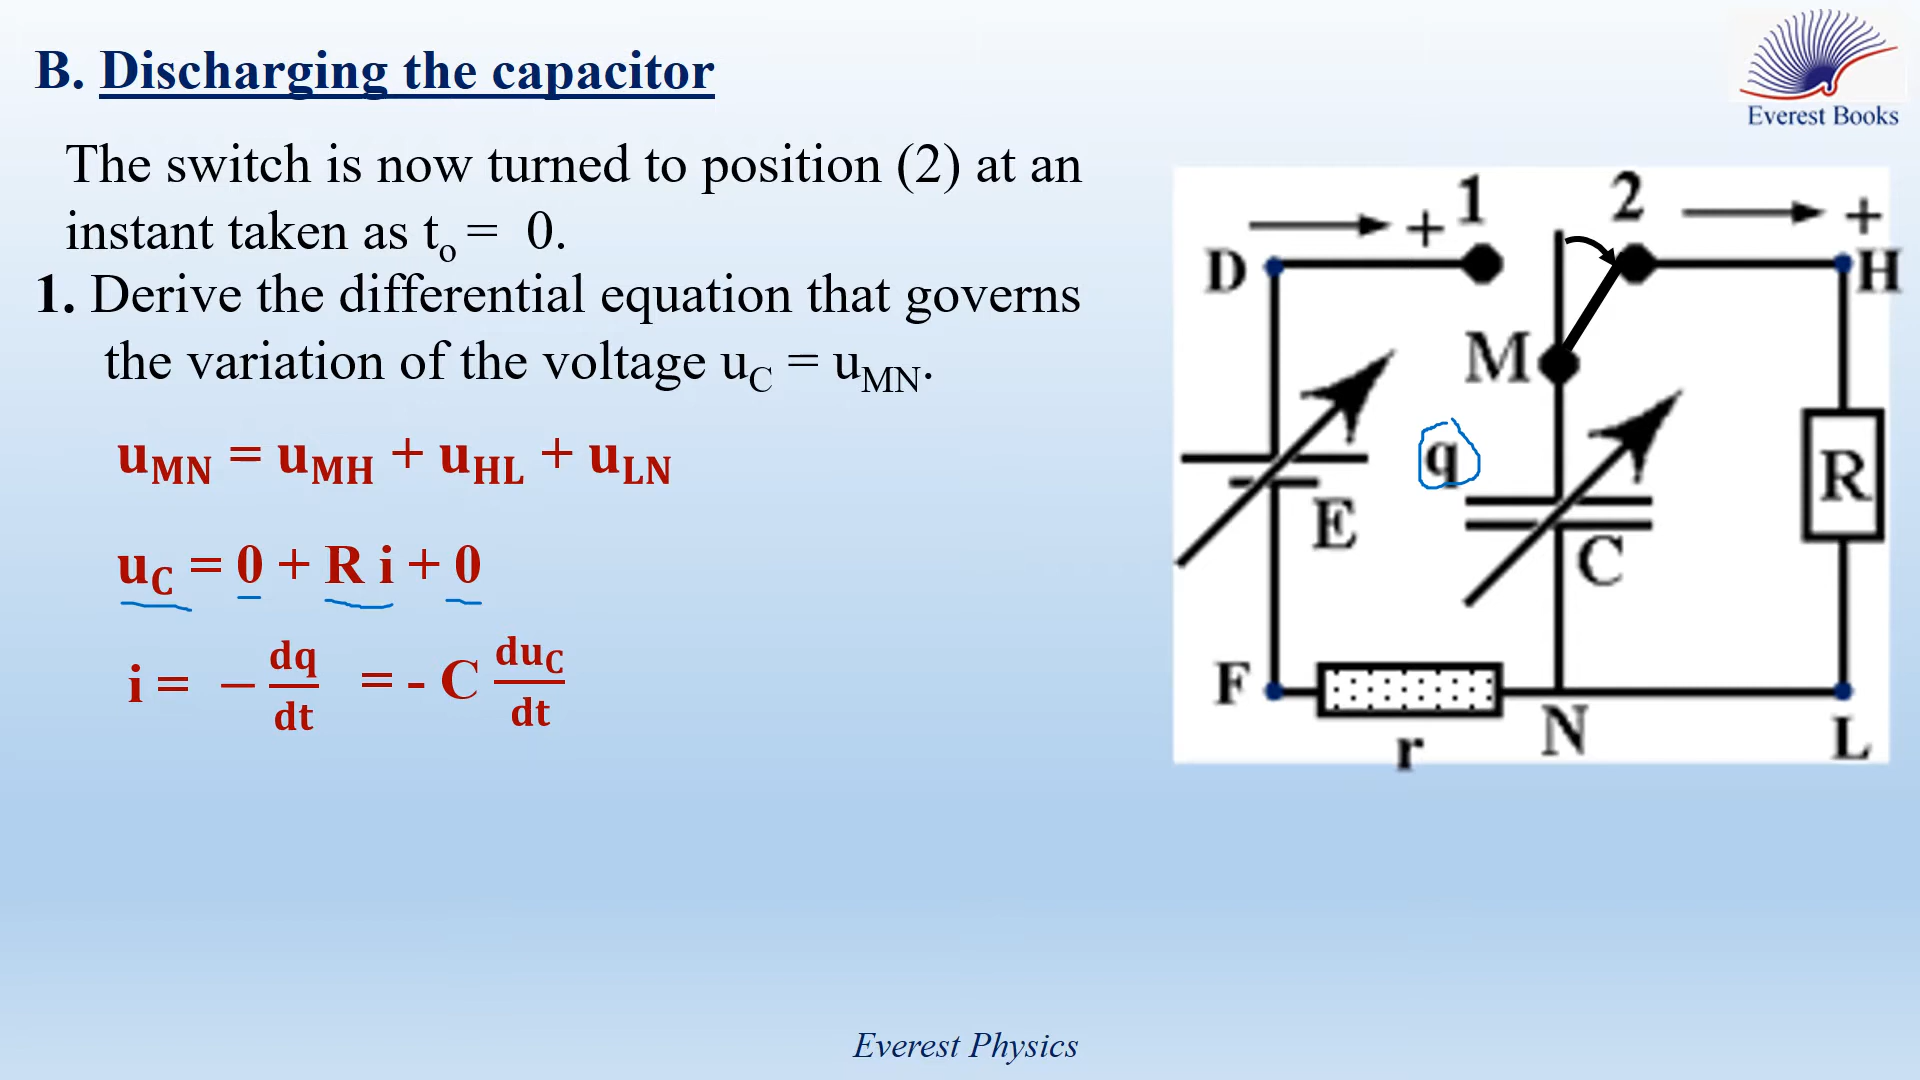 B. Discharging the capacitor
Everest Books
The switch is now turned to position (2) at an
instant taken as tₒ = 0.
1. Derive the differential equation that governs
the variation of the voltage u_C = u_MN.
u_MN = u_MH + u_HL + u_LN
u_C = 0 + R i + 0
i = − dq/dt = - C du_C/dt
1 2
+ +
D H
M
q
E C R
F N L
r
Everest Physics